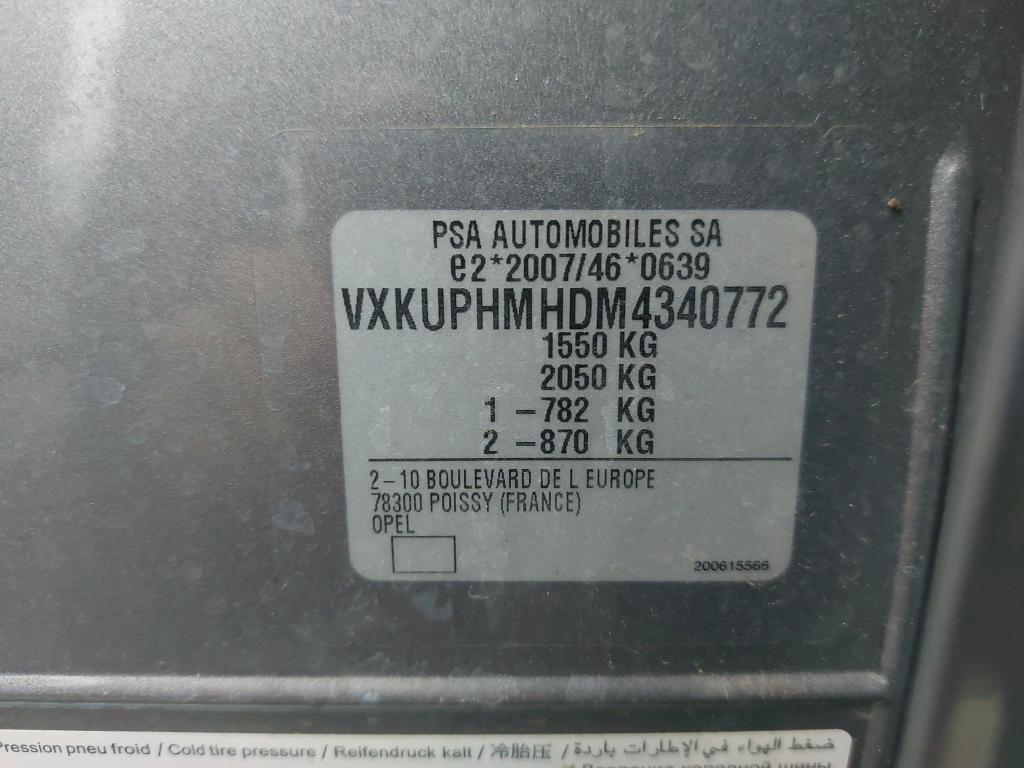 PSA AUTOMOBILES SA
e2*2007/46*0639
VXKUPHMHDM4340772
1550 KG
2050 KG
1 -782 KG
2 -870 KG
2-10 BOULEVARD DE L EUROPE
78300 POISSY (FRANCE)
OPEL
200615566
Pression pneu froid / Cold tire pressure / Reifendruck kalt / 冷胎压 / ضغط الهواء في الإطارات باردة